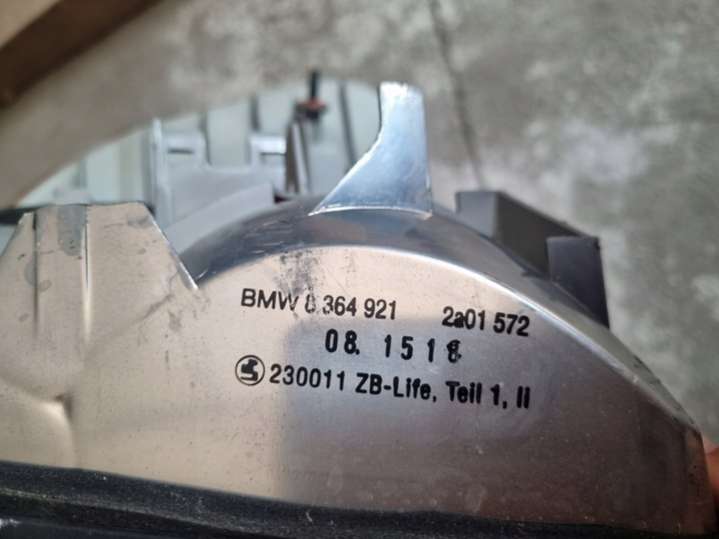 BMW 8 364 921 2a01 572
08. 1518
230011 ZB-Life, Teil 1, II